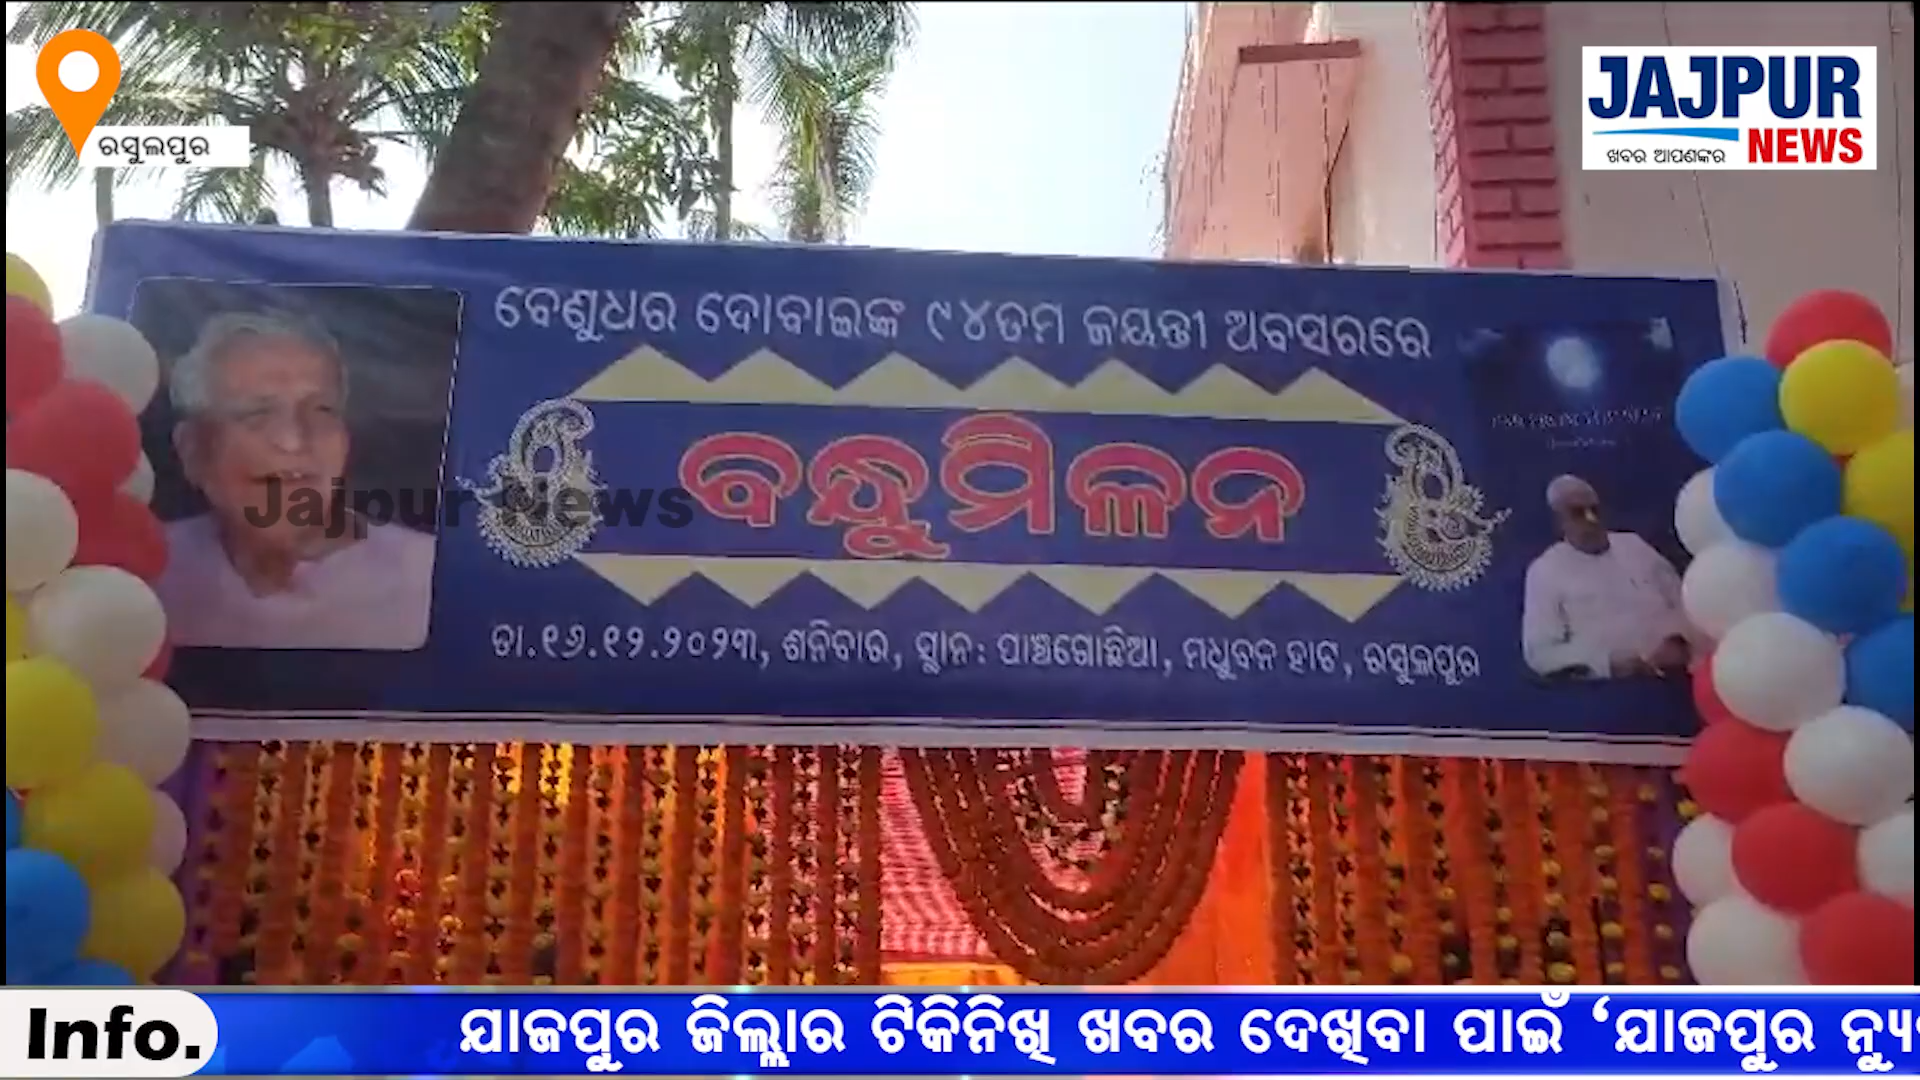 ରସୁଲପୁର
JAJPUR
ଖବର ଆପଣଙ୍କର NEWS
ବେଣୁଧର ଦୋବାଇଙ୍କ ୯୪ତମ ଜୟନ୍ତୀ ଅବସରରେ
ବନ୍ଧୁମିଳନ
Jajpur News
ତା.୧୬.୧୨.୨୦୨୩, ଶନିବାର, ସ୍ଥାନ: ପାଞ୍ଚଗୋଛିଆ, ମଧୁବନ ହାଟ, ରସୁଲପୁର
Info. ଯାଜପୁର ଜିଲ୍ଲାର ଟିକିନିଖି ଖବର ଦେଖିବା ପାଇଁ ‘ଯାଜପୁର ନ୍ୟୁ